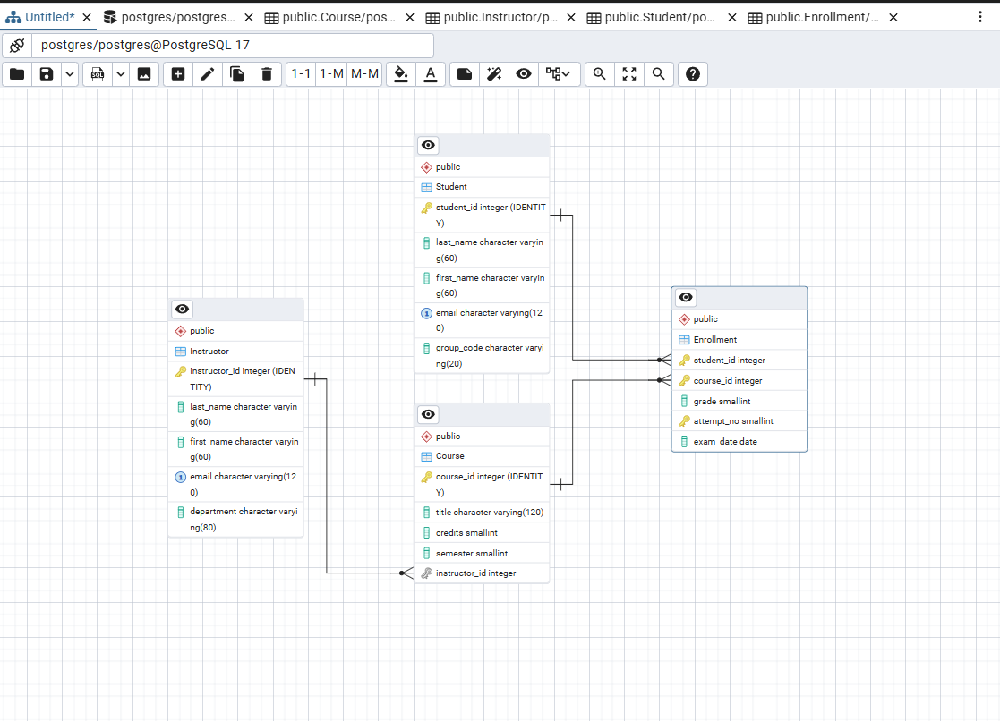 Untitled*
postgres/postgres...
public.Course/pos...
public.Instructor/p...
public.Student/po...
public.Enrollment/...
postgres/postgres@PostgreSQL 17
SQL
1-1
1-M
M-M
A
public
Student
student_id integer (IDENTIT
Y)
last_name character varyin
g(60)
first_name character varyin
g(60)
1
email character varying(12
0)
group_code character varyi
ng(20)
public
Instructor
instructor_id integer (IDEN
TITY)
last_name character varyin
g(60)
first_name character varyin
g(60)
1
email character varying(12
0)
department character varyi
ng(80)
public
Course
course_id integer (IDENTIT
Y)
title character varying(120)
credits smallint
semester smallint
instructor_id integer
public
Enrollment
student_id integer
course_id integer
grade smallint
attempt_no smallint
exam_date date